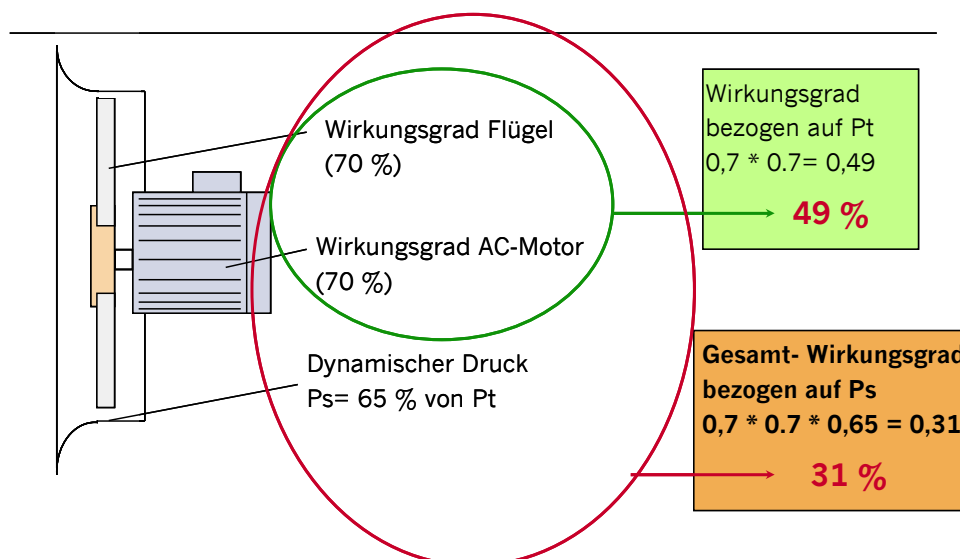 Wirkungsgrad Flügel
(70 %)
Wirkungsgrad AC-Motor
(70 %)
Dynamischer Druck
Ps= 65 % von Pt
Wirkungsgrad
bezogen auf Pt
0,7 * 0.7= 0,49
49 %
Gesamt- Wirkungsgrad
bezogen auf Ps
0,7 * 0.7 * 0,65 = 0,31
31 %